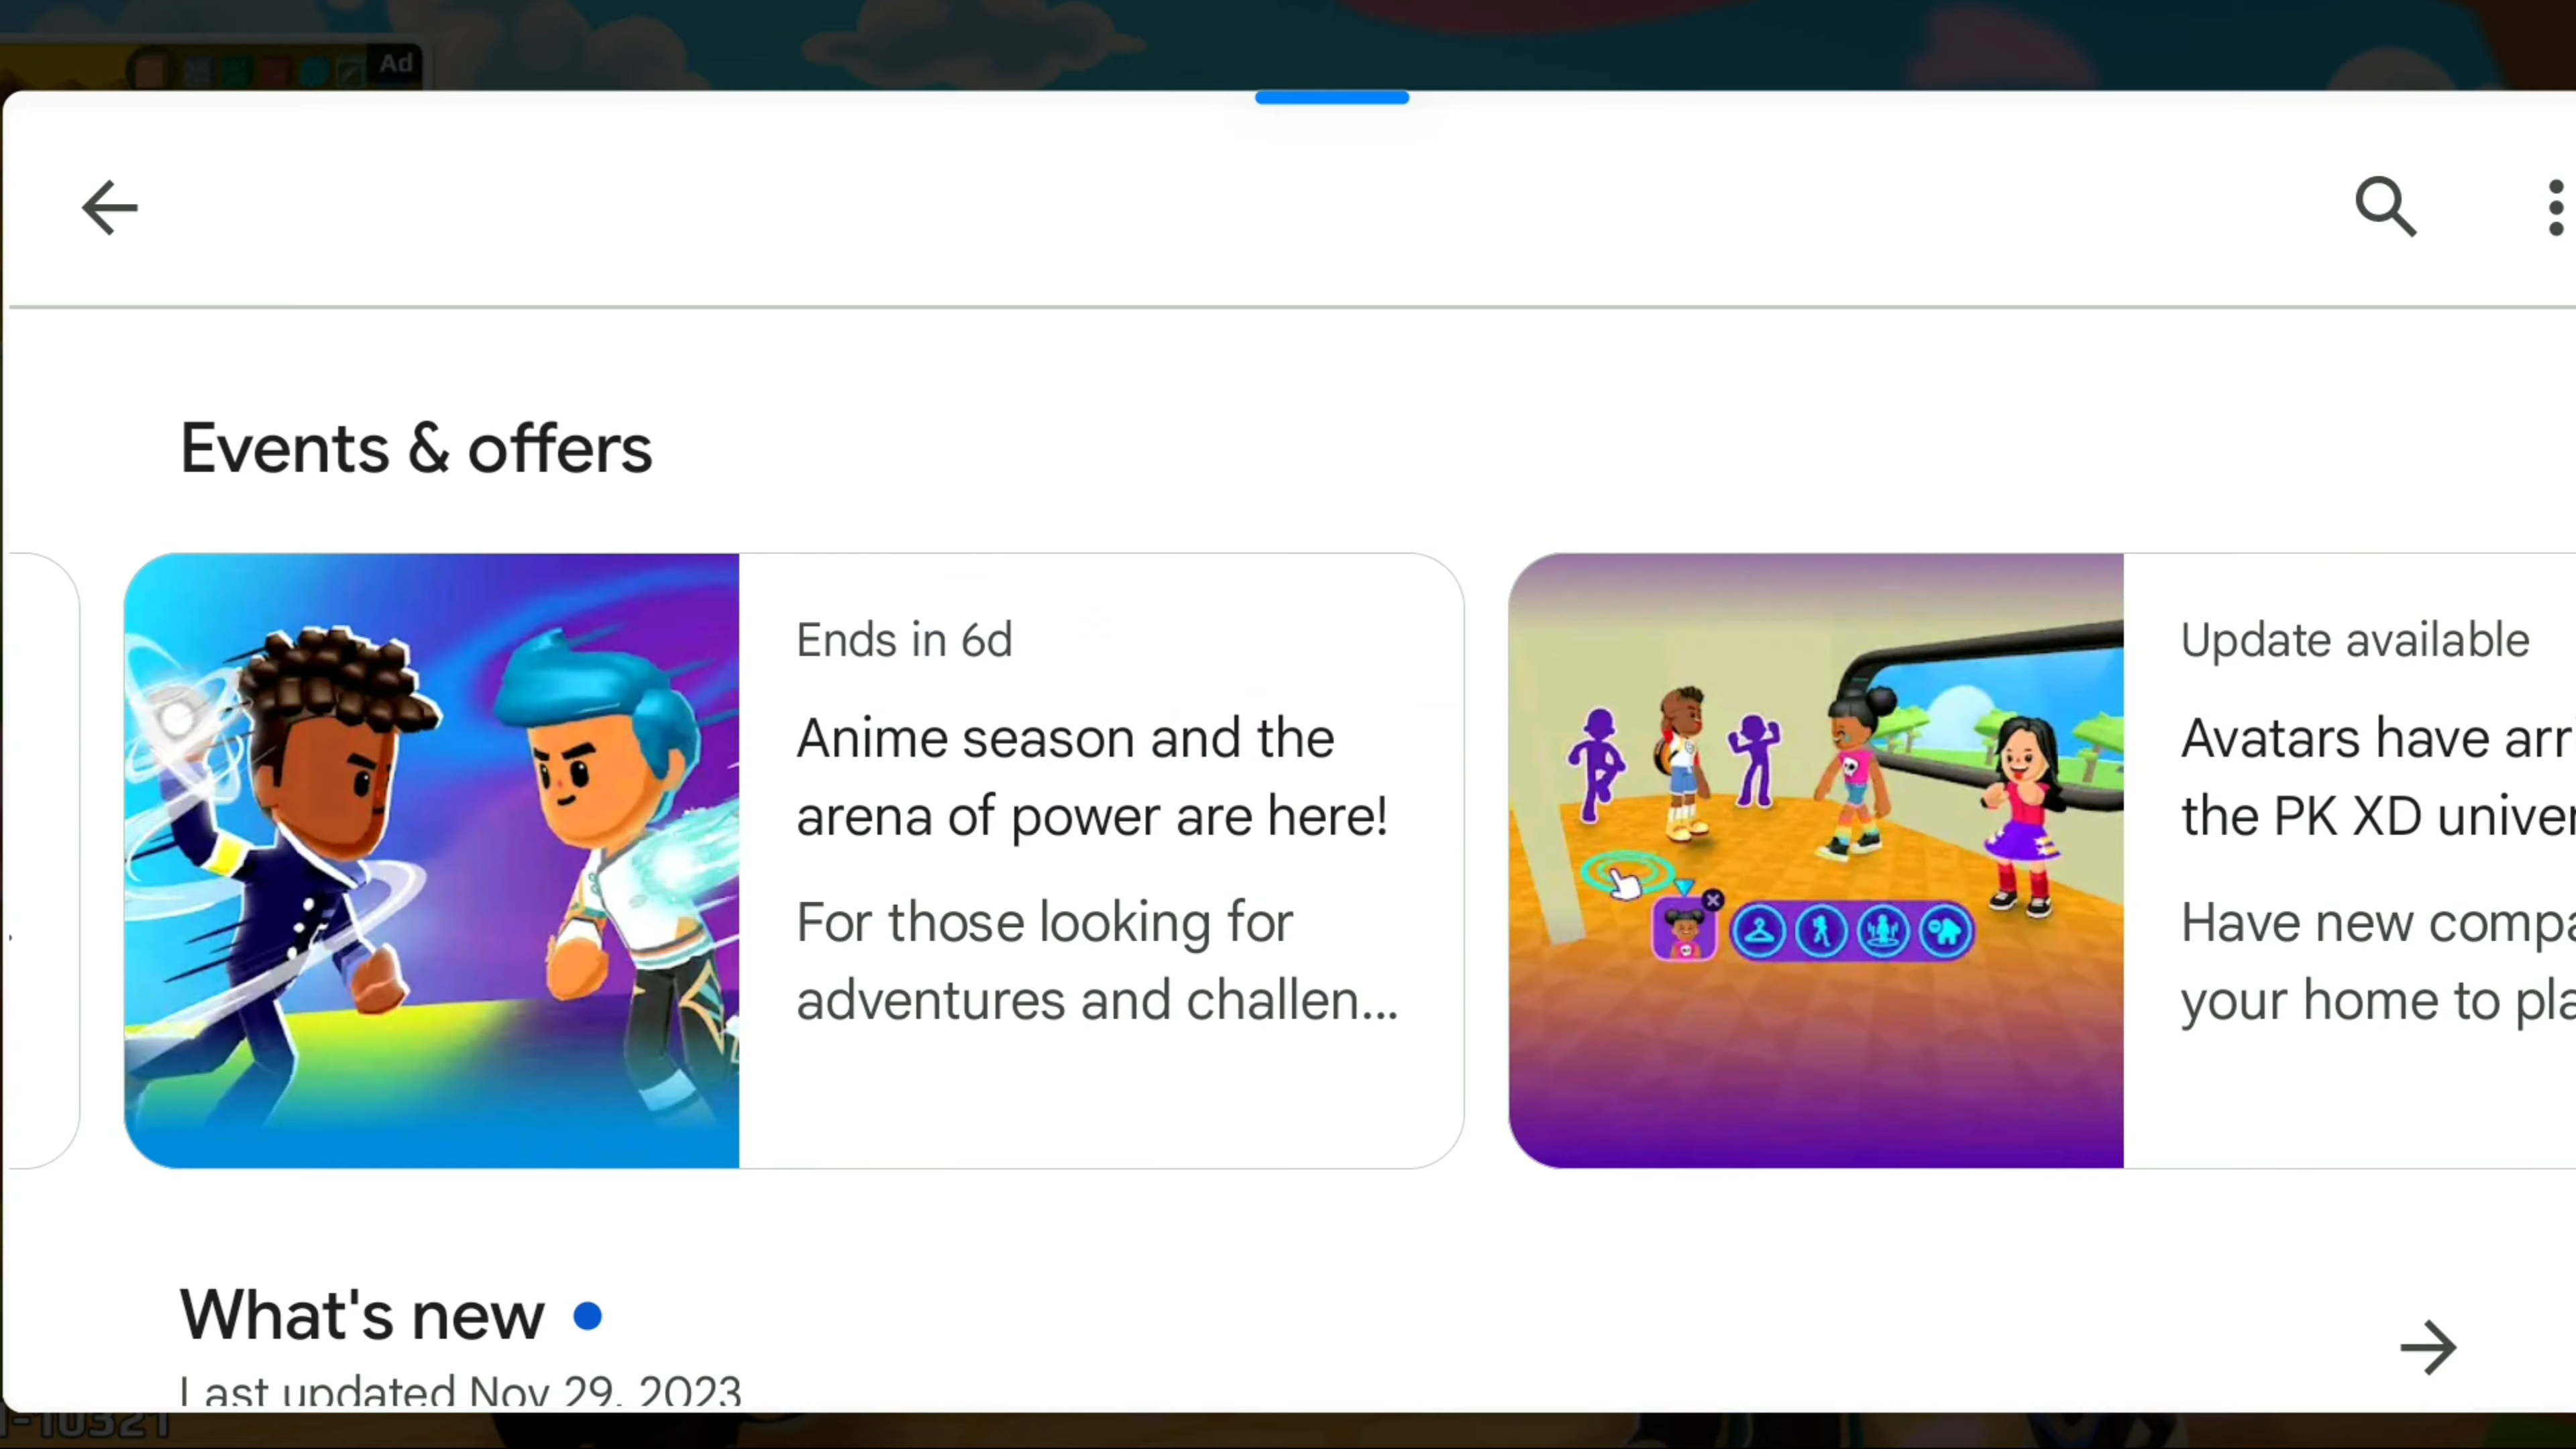 Ad
Events & offers
Ends in 6d
Anime season and the
arena of power are here!
For those looking for
adventures and challen...
Update available
Avatars have arr
the PK XD univer
Have new compa
your home to pla
What's new
Last updated Nov 29, 2023
-10321